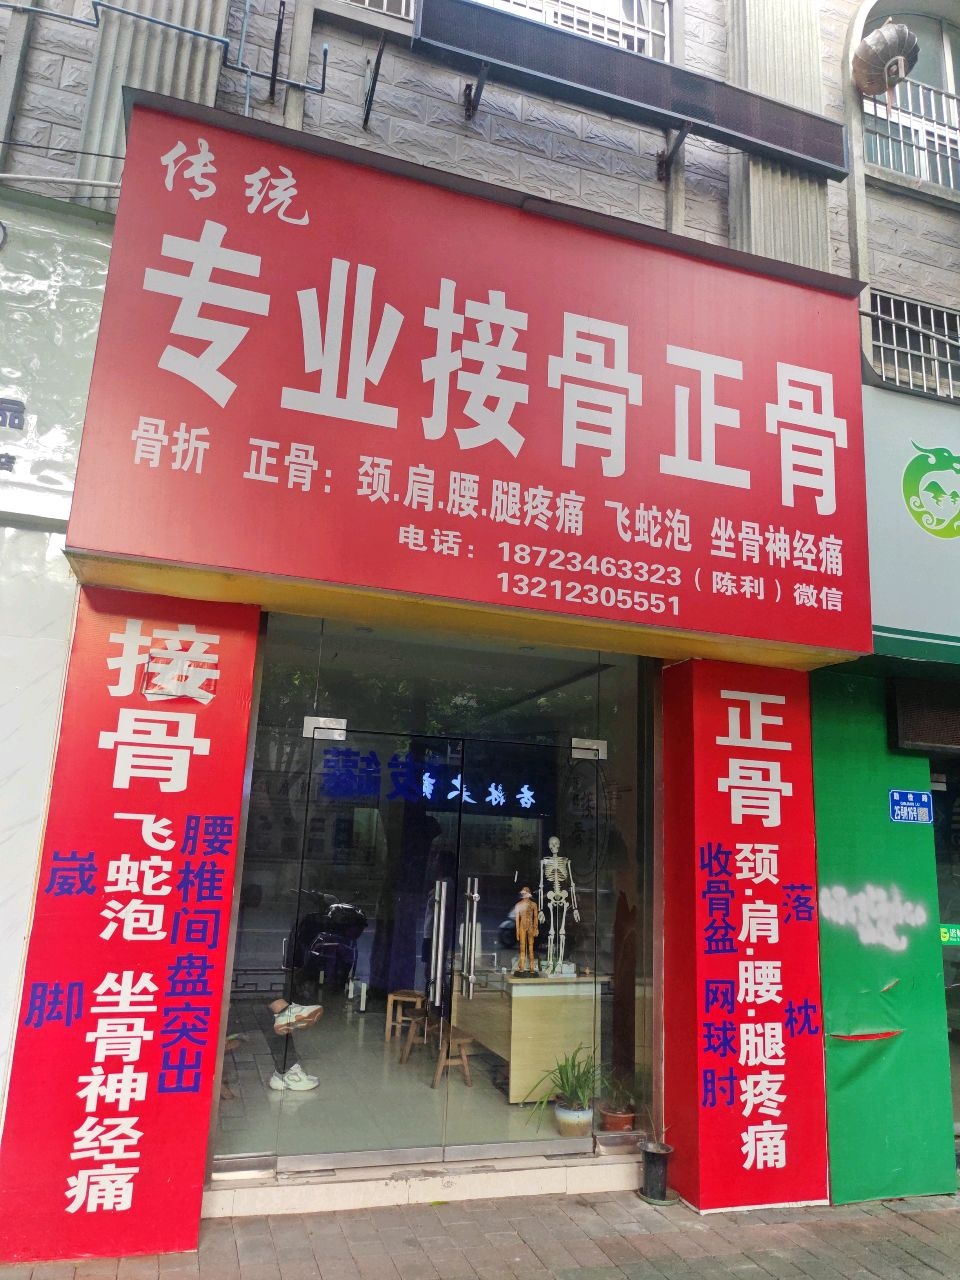 传统
专业接骨正骨
骨折 正骨：颈.肩.腰.腿疼痛 飞蛇泡 坐骨神经痛
电话：18723463323（陈利）微信
13212305551
接骨
飞蛇泡 坐骨神经痛
腰椎间盘突出
崴脚
正骨
颈.肩.腰.腿疼痛
收骨盆 网球肘
落枕
品